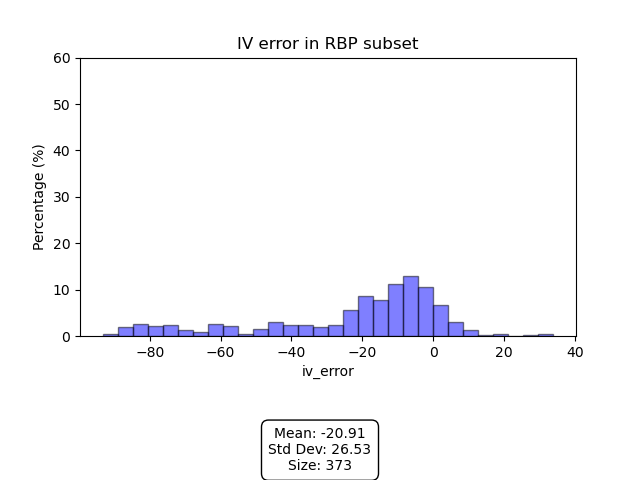 IV error in RBP subset
60
50
40
30
20
10
0
Percentage (%)
−80 −60 −40 −20 0 20 40
iv_error
Mean: -20.91
Std Dev: 26.53
Size: 373